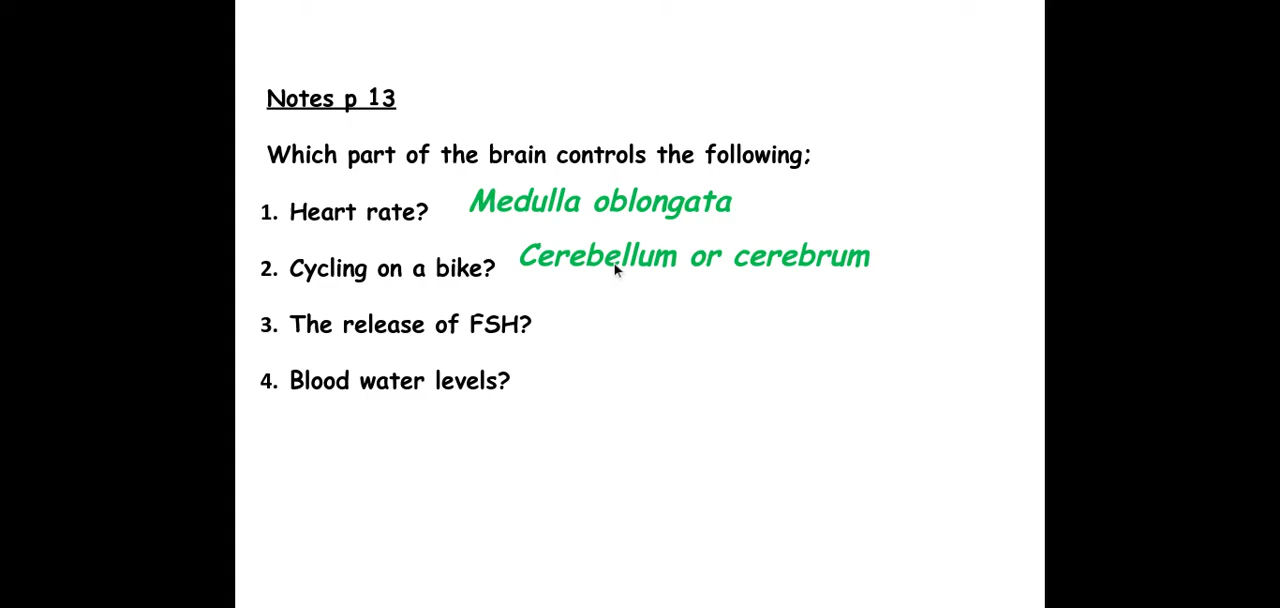 Notes p 13
Which part of the brain controls the following;
1. Heart rate? Medulla oblongata
2. Cycling on a bike? Cerebellum or cerebrum
3. The release of FSH?
4. Blood water levels?